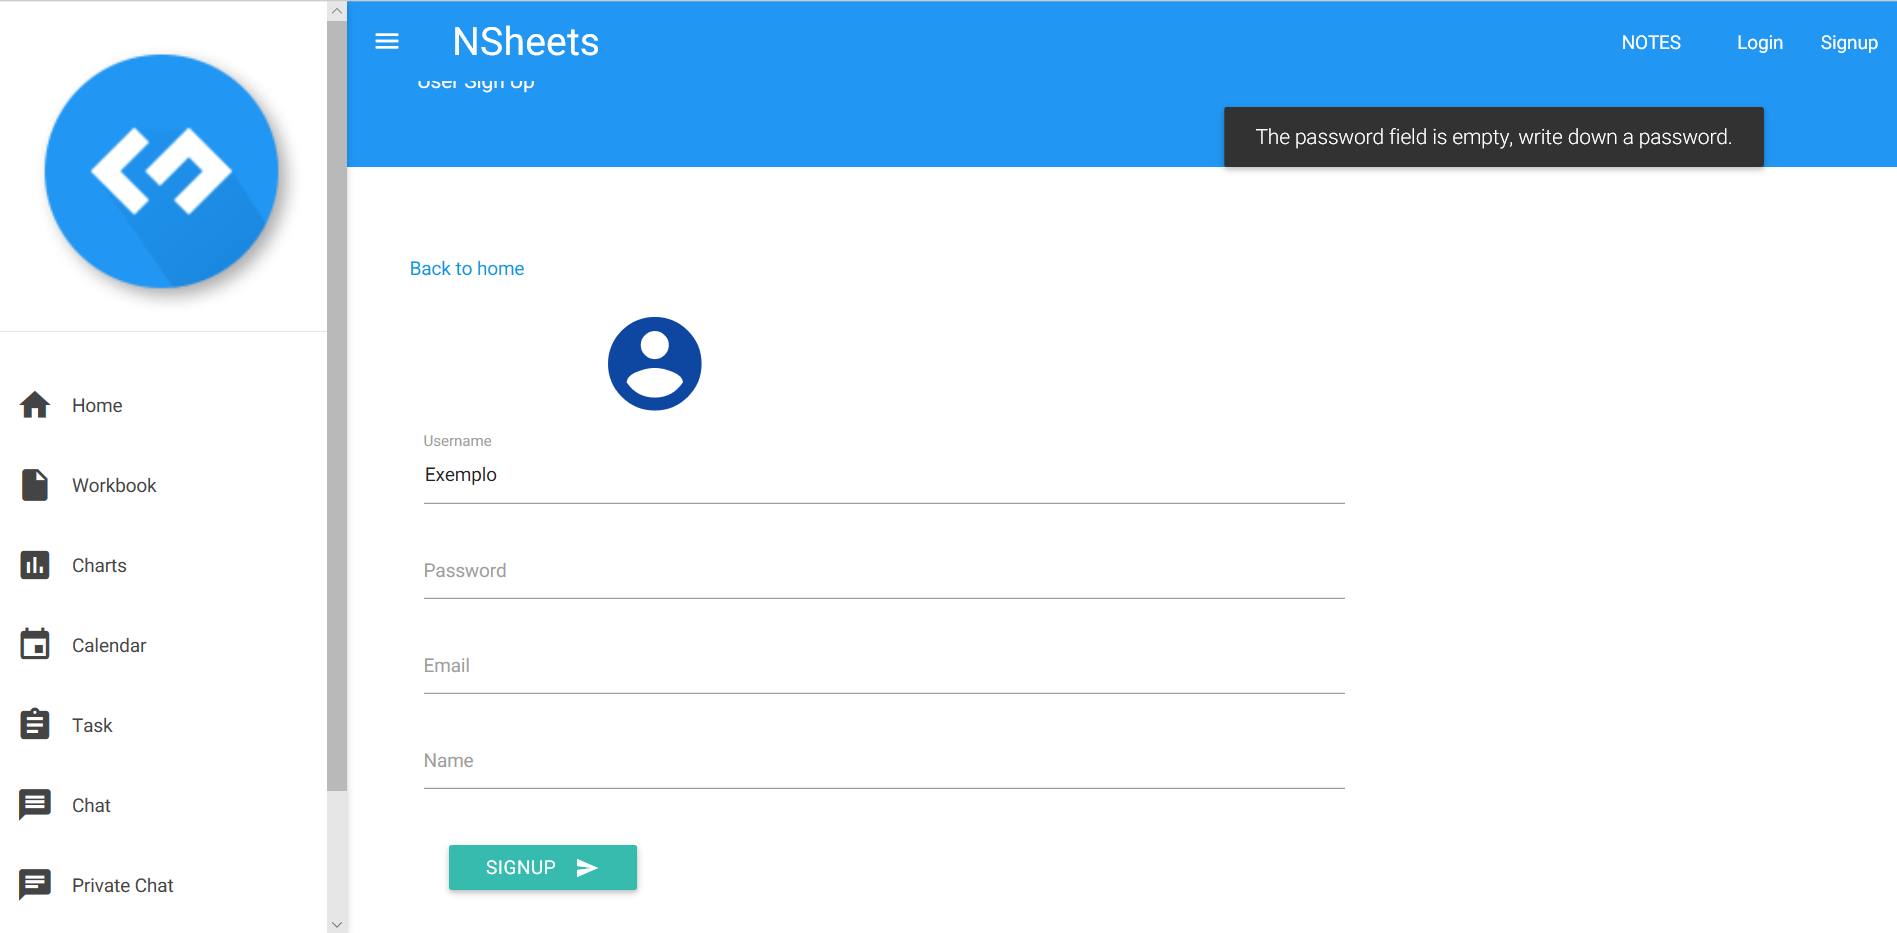 NSheets
NOTES
Login
Signup
User Sign Up
The password field is empty, write down a password.
Back to home
Home
Workbook
Charts
Calendar
Task
Chat
Private Chat
Username
Exemplo
Password
Email
Name
SIGNUP